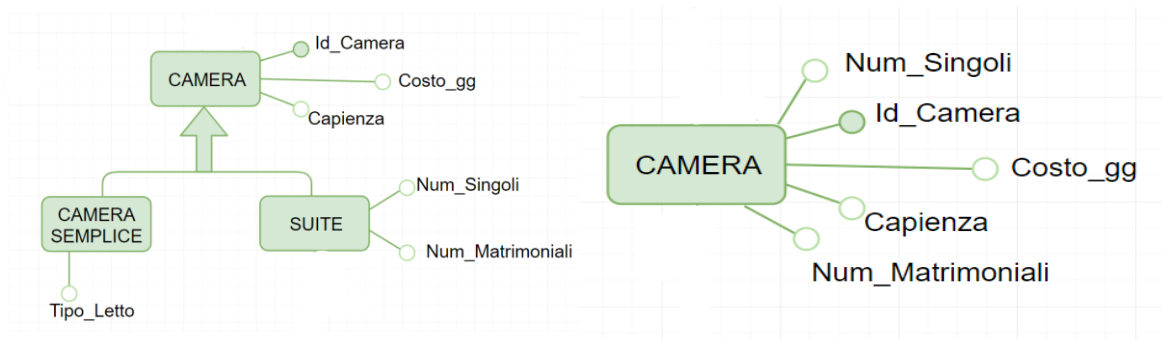 Id_Camera
CAMERA
Costo_gg
Capienza
CAMERA
SEMPLICE
SUITE
Num_Singoli
Num_Matrimoniali
Tipo_Letto
Num_Singoli
Id_Camera
CAMERA
Costo_gg
Capienza
Num_Matrimoniali